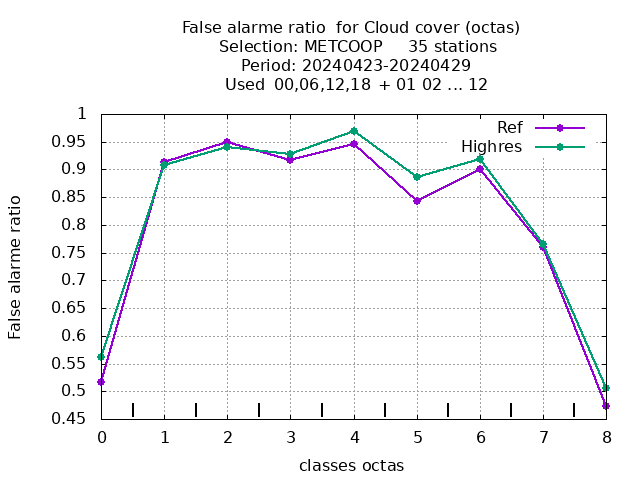 False alarme ratio  for Cloud cover (octas)
Selection: METCOOP     35 stations
Period: 20240423-20240429
Used  00,06,12,18 + 01 02 ... 12
Ref
Highres
1
0.95
0.9
0.85
0.8
0.75
0.7
0.65
0.6
0.55
0.5
0.45
False alarme ratio
0 1 2 3 4 5 6 7 8
classes octas